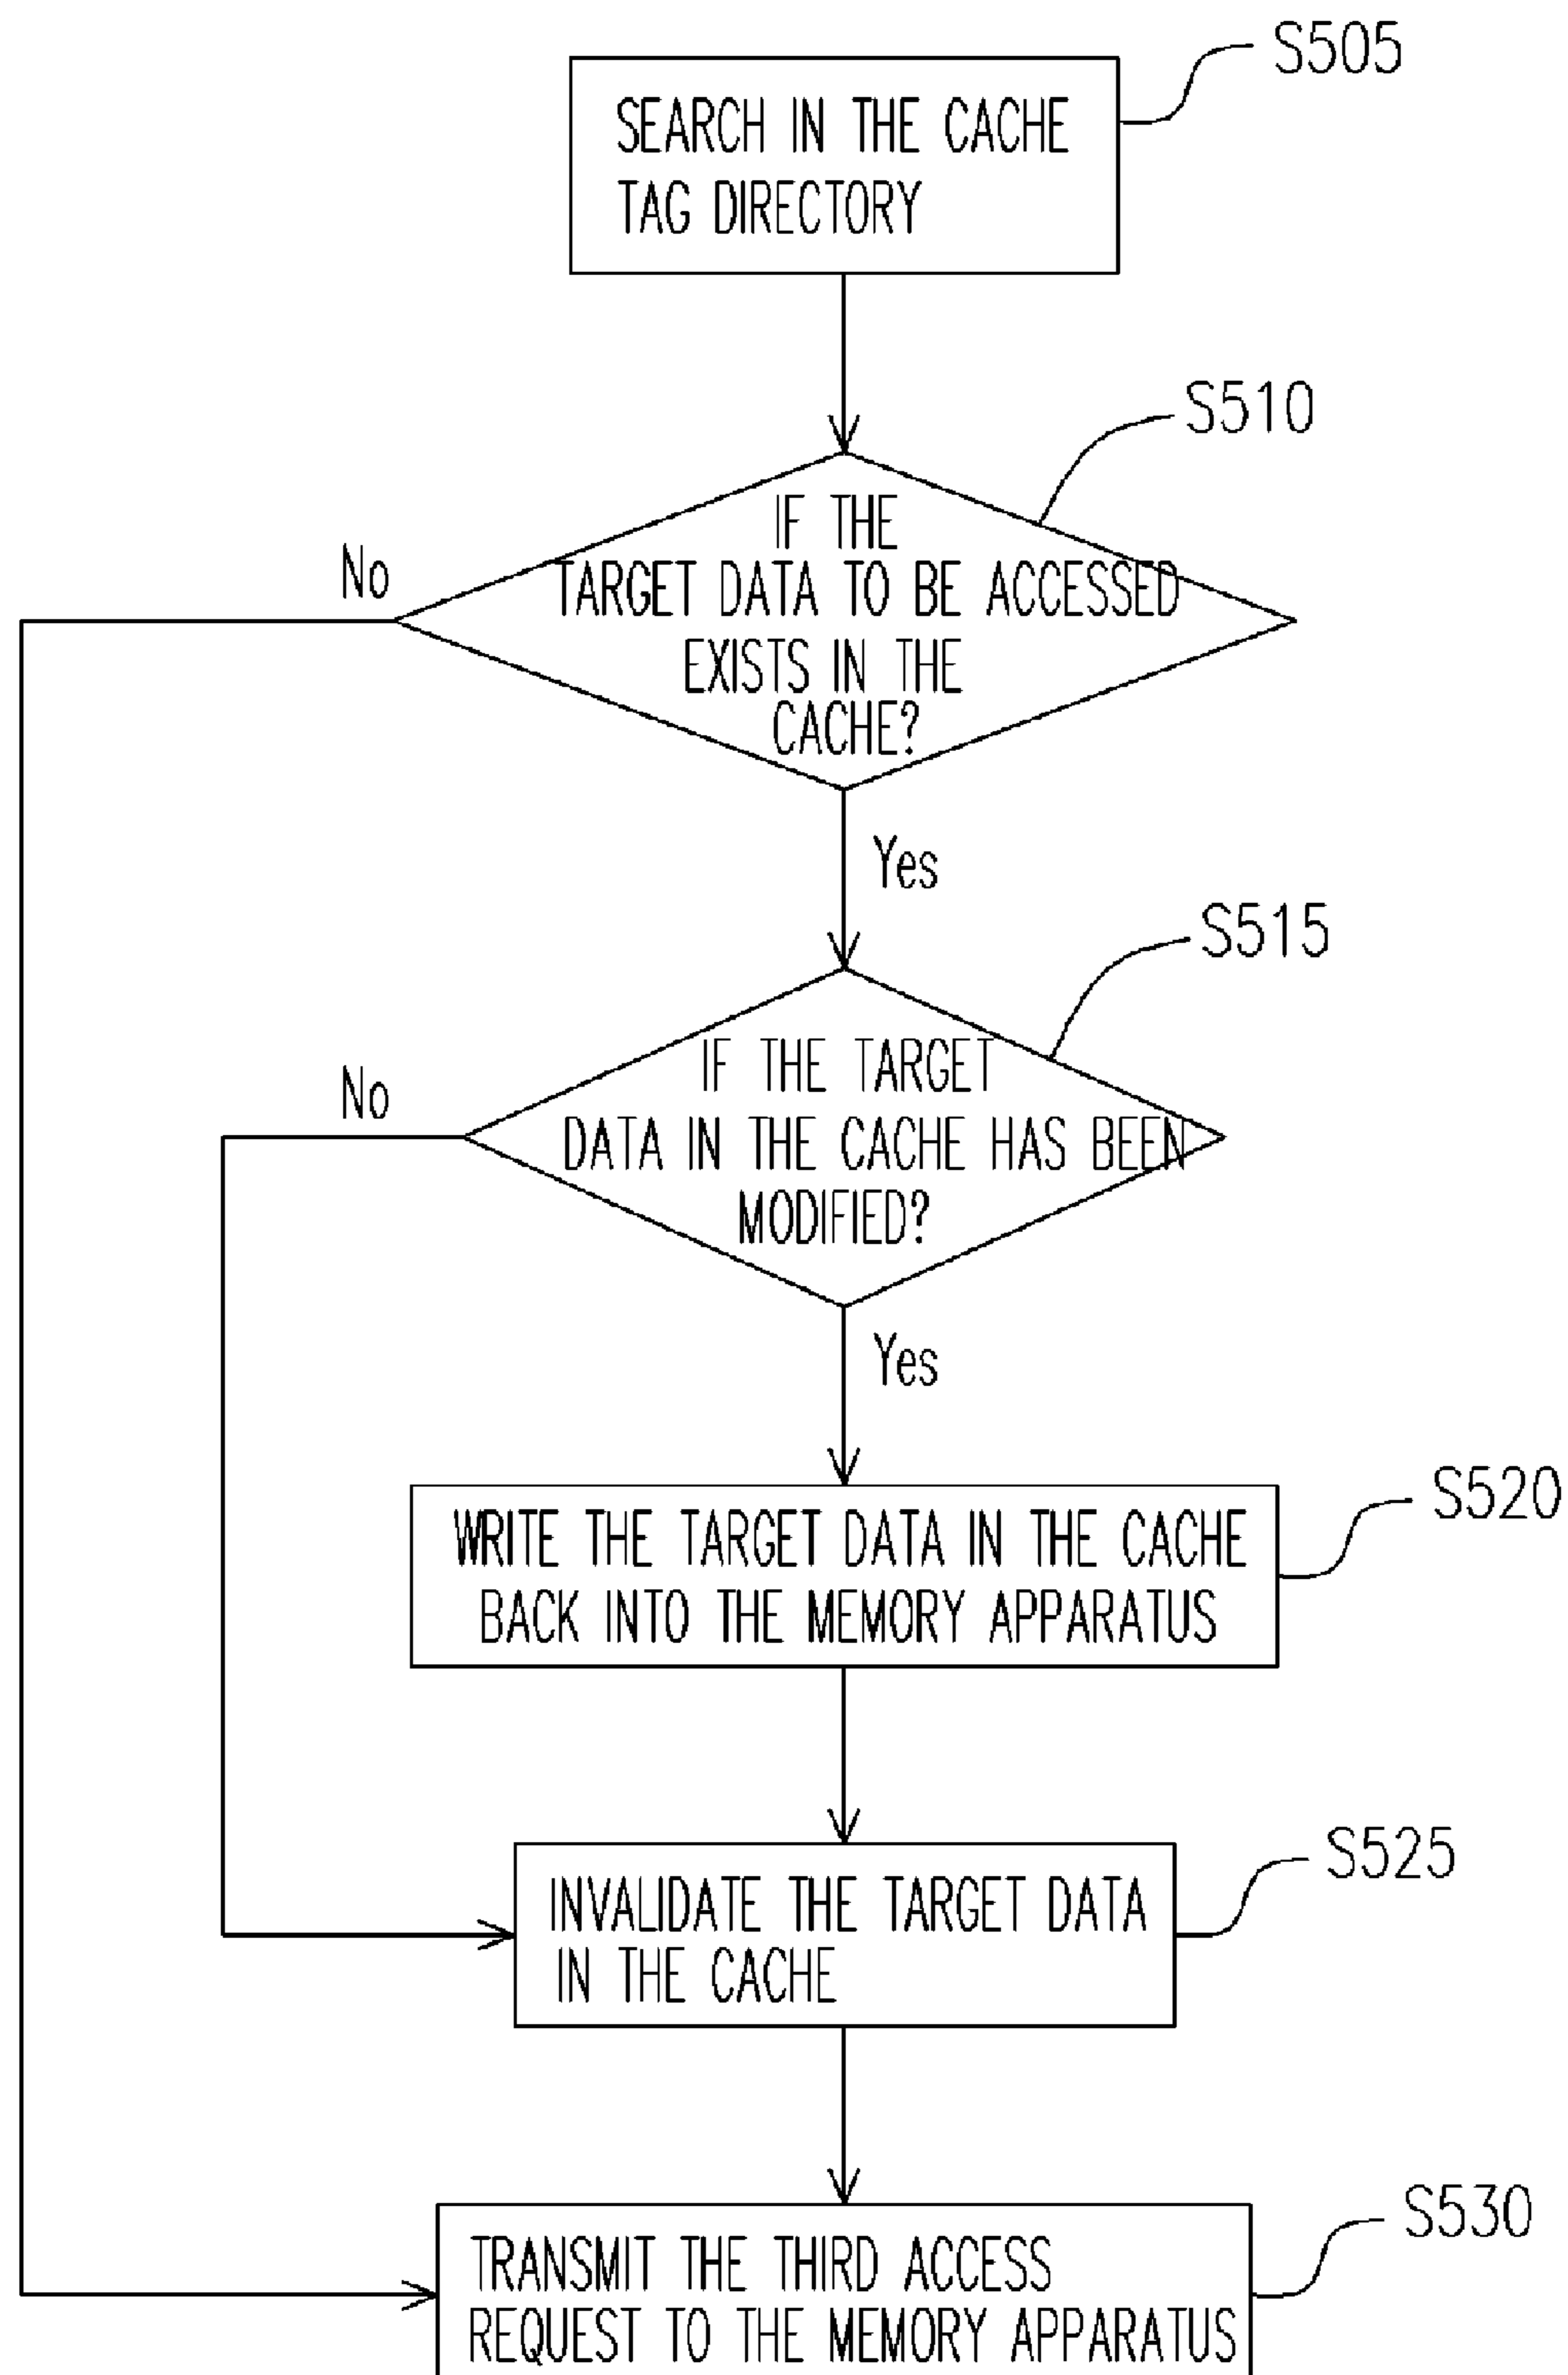 S505
SEARCH IN THE CACHE
TAG DIRECTORY
S510
IF THE
TARGET DATA TO BE ACCESSED
EXISTS IN THE
CACHE?
No
Yes
S515
IF THE TARGET
DATA IN THE CACHE HAS BEEN
MODIFIED?
No
Yes
S520
WRITE THE TARGET DATA IN THE CACHE
BACK INTO THE MEMORY APPARATUS
S525
INVALIDATE THE TARGET DATA
IN THE CACHE
S530
TRANSMIT THE THIRD ACCESS
REQUEST TO THE MEMORY APPARATUS